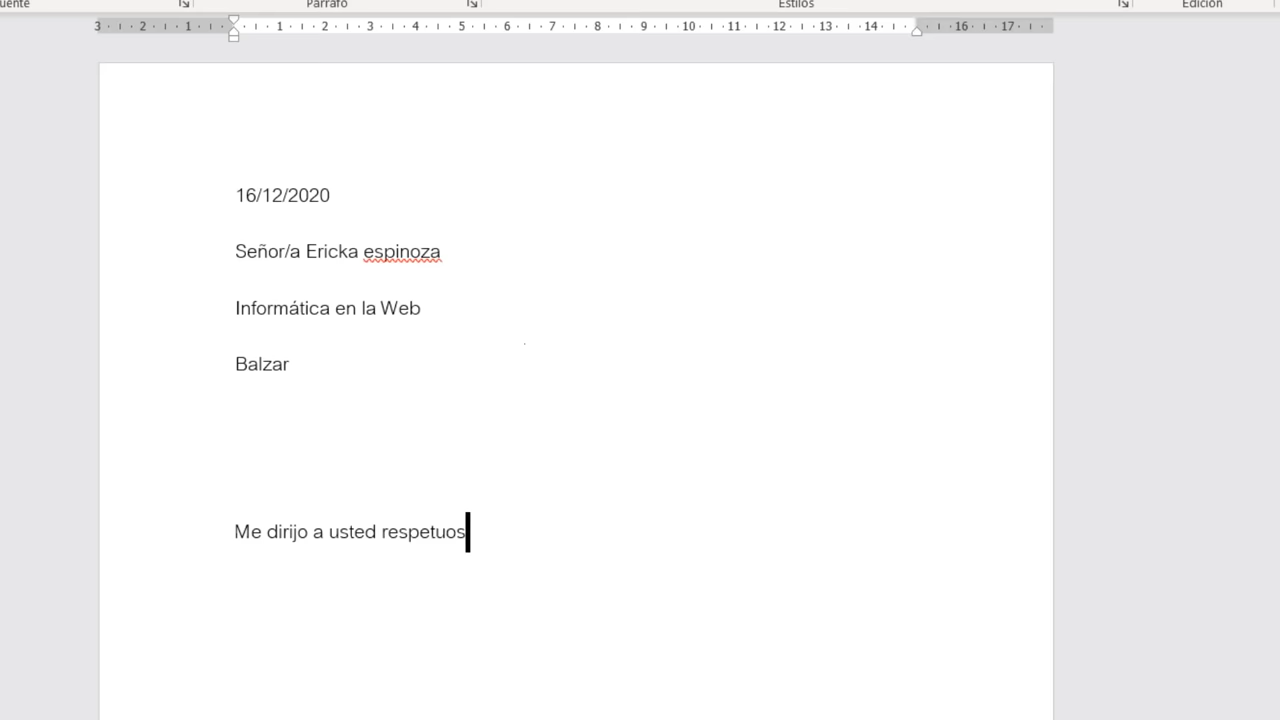 Párrafo
Estilos
Edición
3 2 1 1 2 3 4 5 6 7 8 9 10 11 12 13 14 16 17
16/12/2020
Señor/a Ericka espinoza
Informática en la Web
Balzar
Me dirijo a usted respetuos